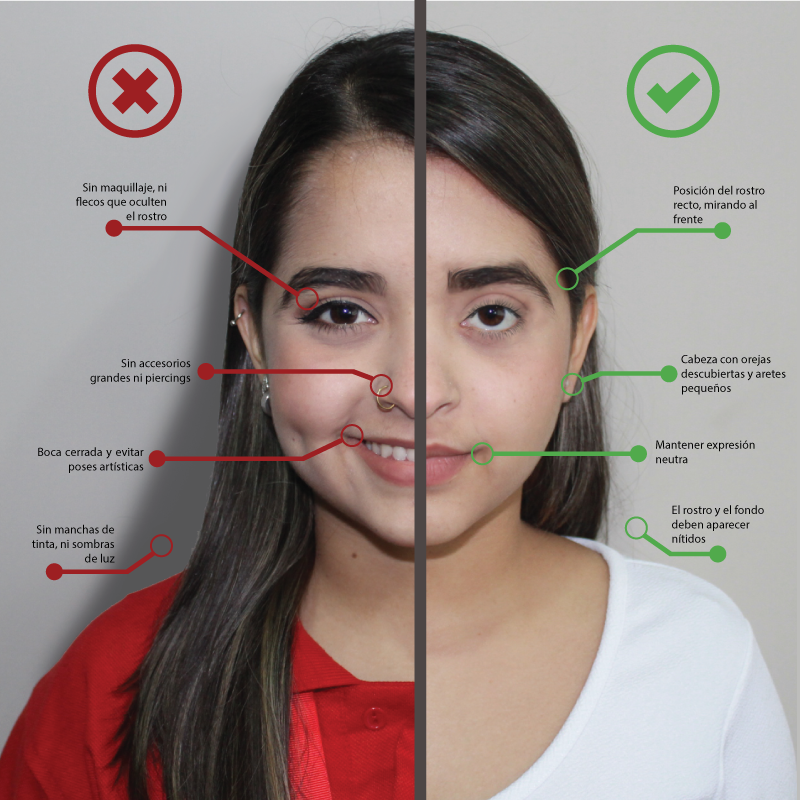 Sin maquillaje, ni
flecos que oculten
el rostro
Sin accesorios
grandes ni piercings
Boca cerrada y evitar
poses artísticas
Sin manchas de
tinta, ni sombras
de luz
Posición del rostro
recto, mirando al
frente
Cabeza con orejas
descubiertas y aretes
pequeños
Mantener expresión
neutra
El rostro y el fondo
deben aparecer
nítidos